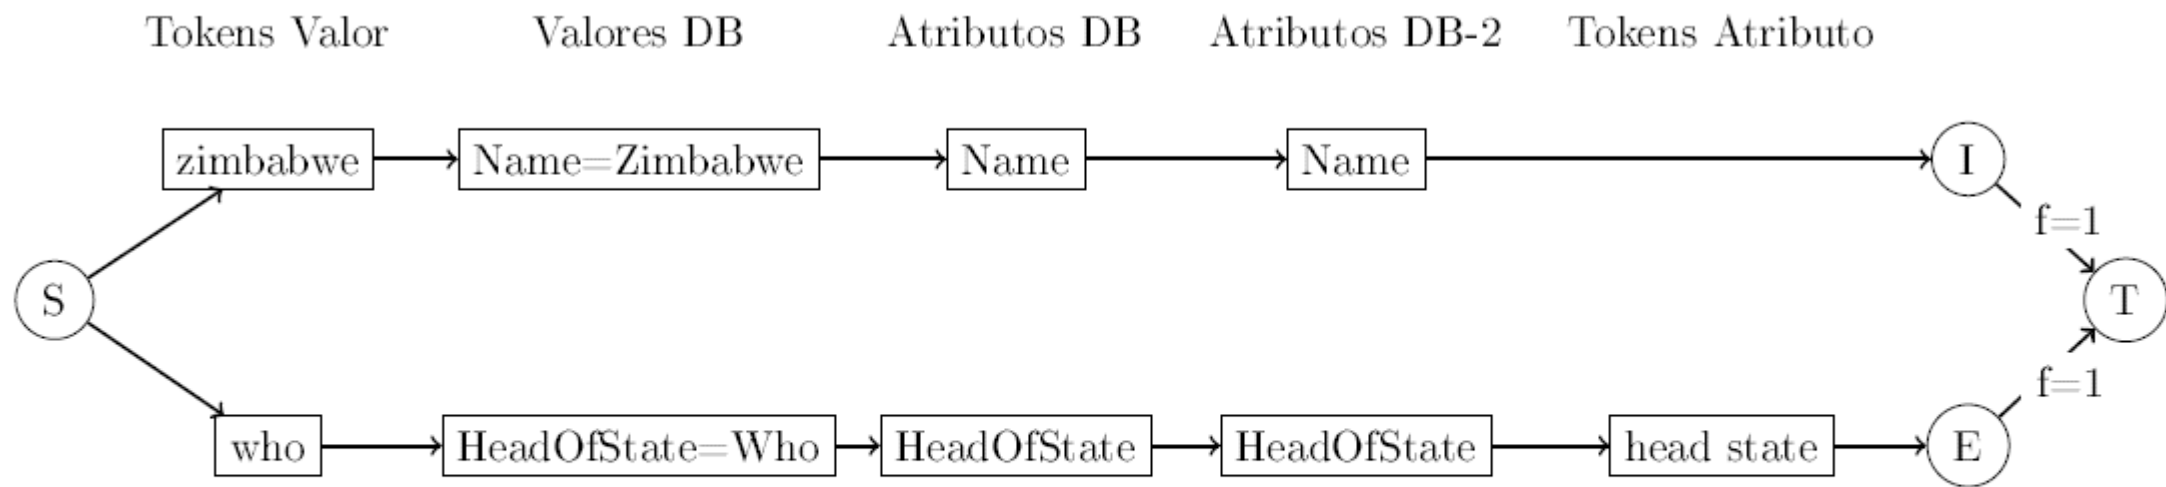 Tokens Valor Valores DB Atributos DB Atributos DB-2 Tokens Atributo
zimbabwe Name=Zimbabwe Name Name I
f=1
S T
f=1
who HeadOfState=Who HeadOfState HeadOfState head state E